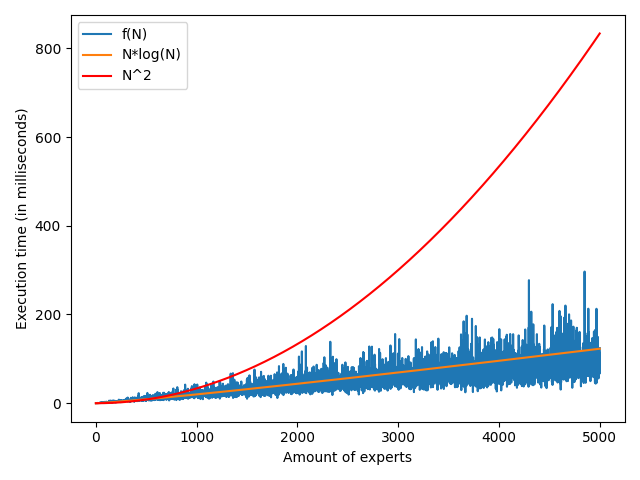 f(N)
N*log(N)
N^2
800
600
400
200
0
Execution time (in milliseconds)
0 1000 2000 3000 4000 5000
Amount of experts